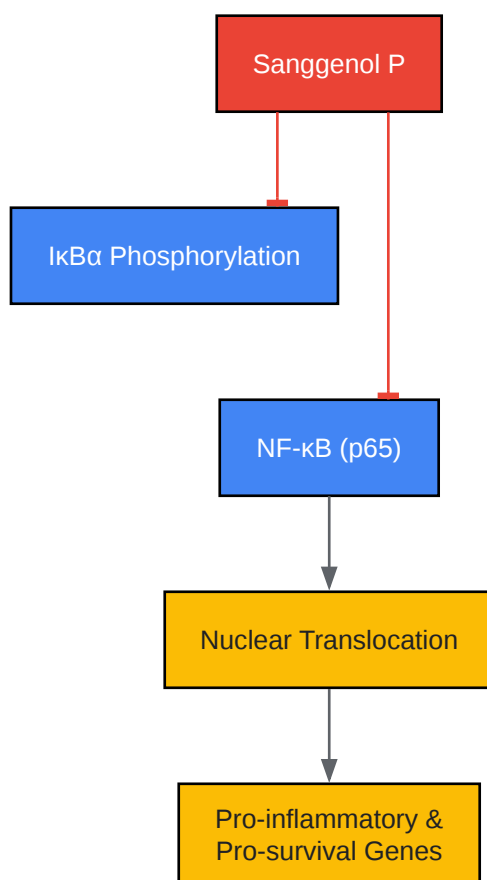 Sanggenol P
IκBα Phosphorylation
NF-κB (p65)
Nuclear Translocation
Pro-inflammatory &
Pro-survival Genes